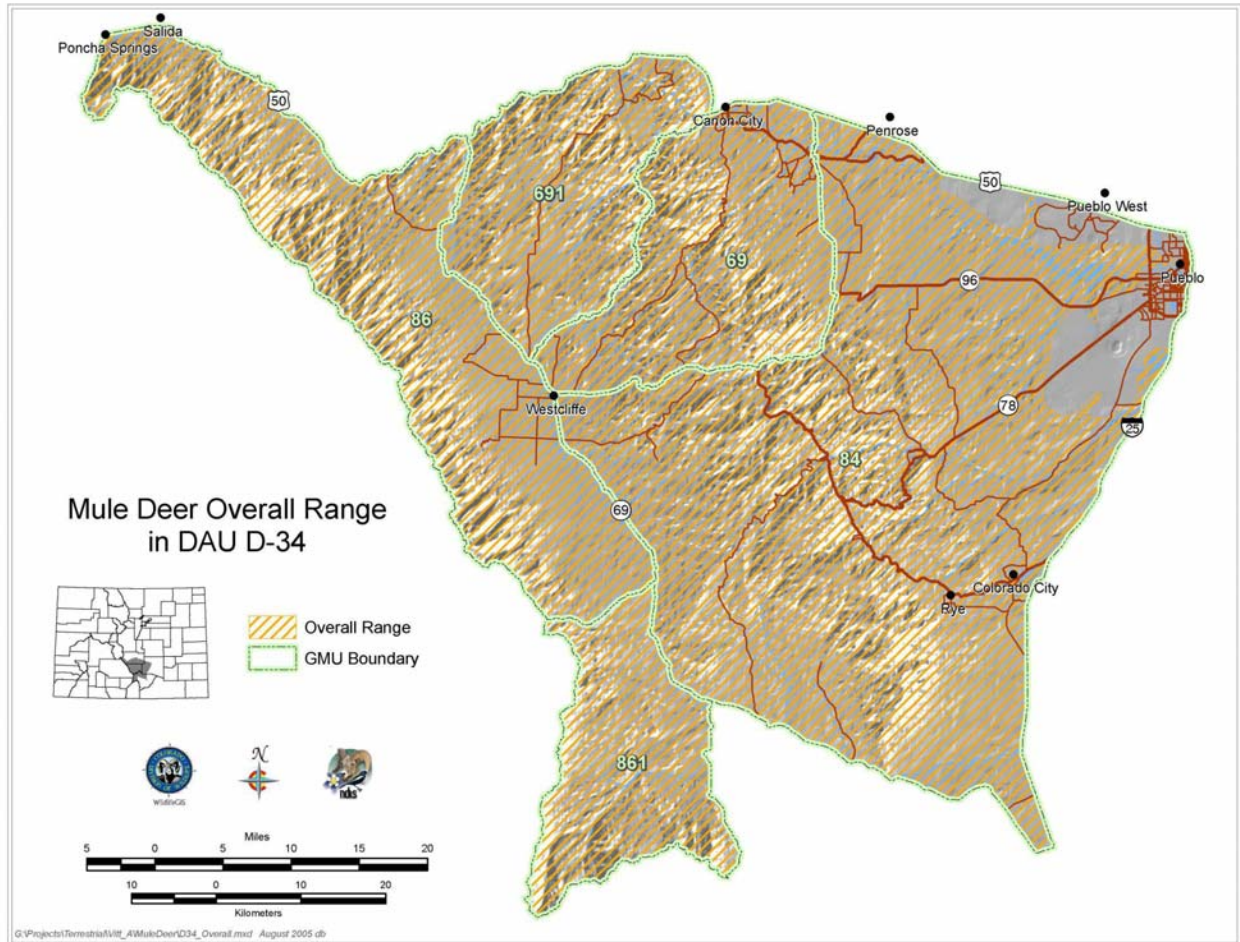 Salida
Poncha Springs
50
Canon City
Penrose
691
50
Pueblo West
69
Pueblo
96
86
Westcliffe
78
25
84
Mule Deer Overall Range
in DAU D-34
69
Colorado City
Rye
Overall Range
GMU Boundary
861
N
WildlifeGIS
ndis
Miles
5 0 5 10 15 20
10 0 10 20
Kilometers
G:\Projects\Terrestrial\Vitt_A\MuleDeer\D34_Overall.mxd August 2005 db